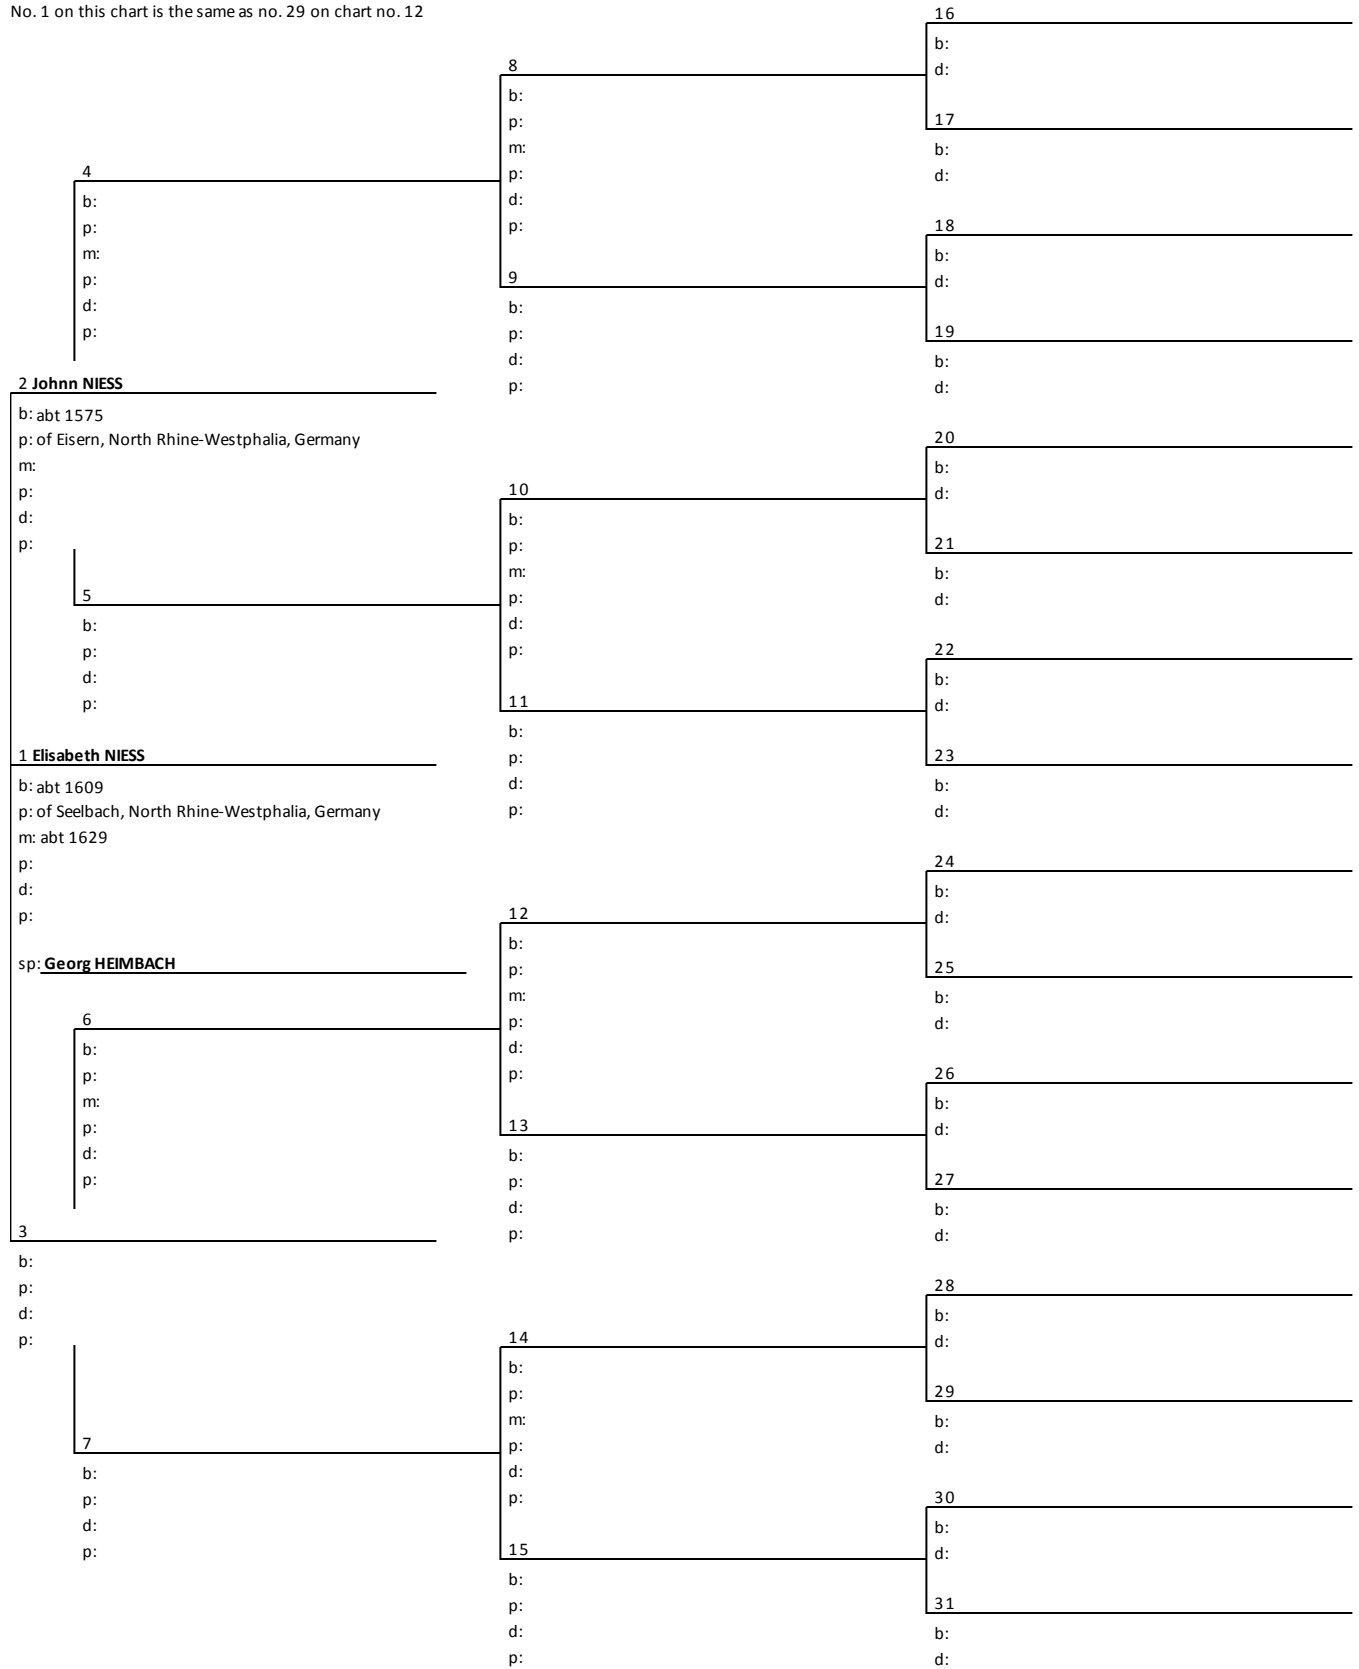 No. 1 on this chart is the same as no. 29 on chart no. 12
16
b:
d:
8
b:
p:
m:
p:
d:
p:
17
b:
d:
4
b:
p:
m:
p:
d:
p:
18
b:
d:
9
b:
p:
d:
p:
19
b:
d:
2 Johnn NIESS
b: abt 1575
p: of Eisern, North Rhine-Westphalia, Germany
m:
p:
d:
p:
20
b:
d:
10
b:
p:
m:
p:
d:
p:
21
b:
d:
5
b:
p:
d:
p:
22
b:
d:
11
b:
p:
d:
p:
23
b:
d:
1 Elisabeth NIESS
b: abt 1609
p: of Seelbach, North Rhine-Westphalia, Germany
m: abt 1629
p:
d:
p:
24
b:
d:
12
b:
p:
m:
p:
d:
p:
25
b:
d:
sp: Georg HEIMBACH
6
b:
p:
m:
p:
d:
p:
26
b:
d:
13
b:
p:
d:
p:
27
b:
d:
3
b:
p:
d:
p:
28
b:
d:
14
b:
p:
m:
p:
d:
p:
29
b:
d:
7
b:
p:
d:
p:
30
b:
d:
15
b:
p:
d:
p:
31
b:
d: